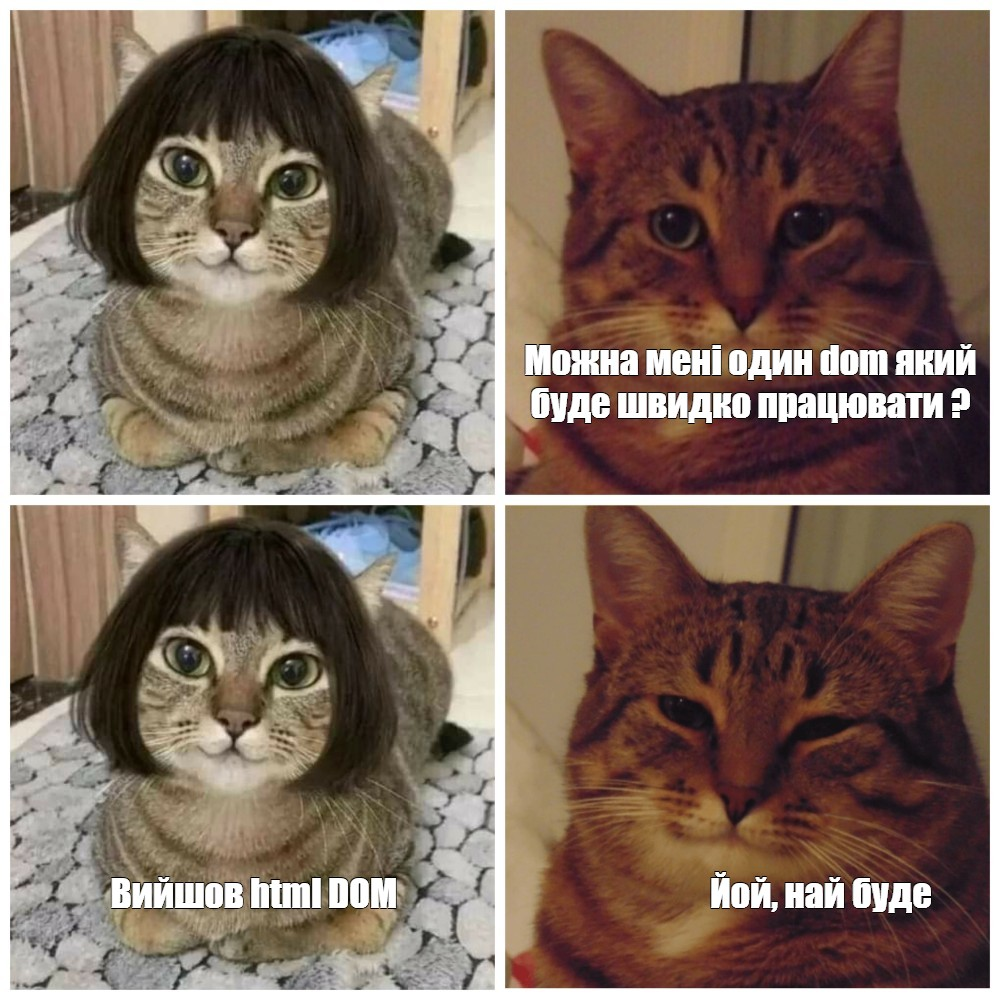 Можна мені один dom який
буде швидко працювати ?
Вийшов html DOM
Йой, най буде